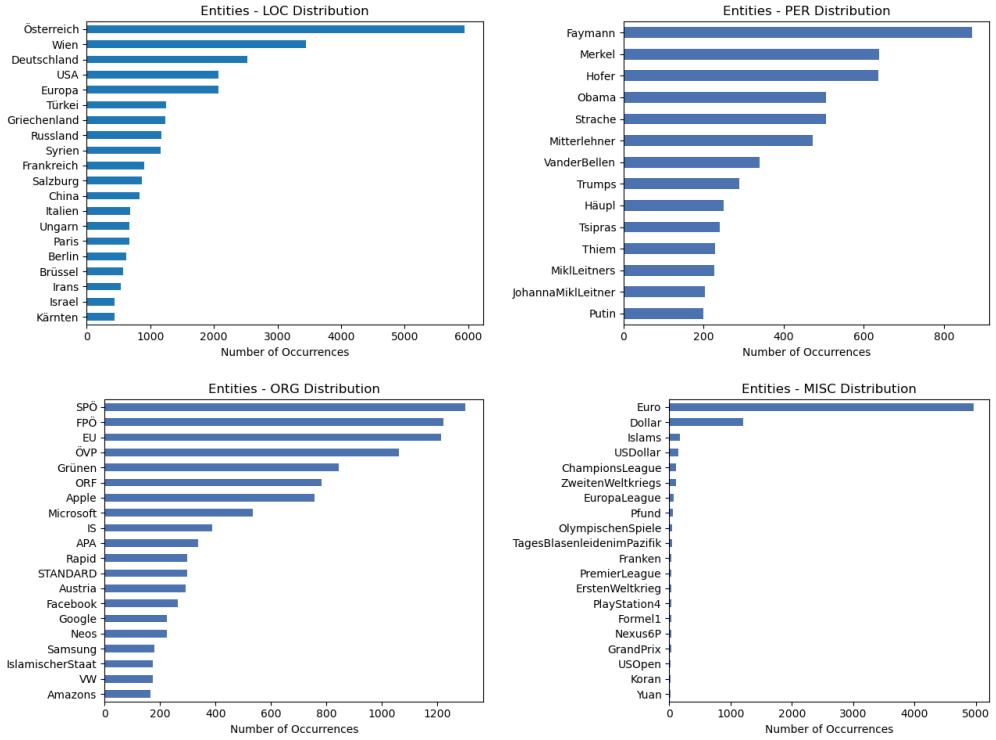 Entities - LOC Distribution
Österreich
Wien
Deutschland
USA
Europa
Türkei
Griechenland
Russland
Syrien
Frankreich
Salzburg
China
Italien
Ungarn
Paris
Berlin
Brüssel
Irans
Israel
Kärnten
0 1000 2000 3000 4000 5000 6000
Number of Occurrences
Entities - PER Distribution
Faymann
Merkel
Hofer
Obama
Strache
Mitterlehner
VanderBellen
Trumps
Häupl
Tsipras
Thiem
MiklLeitners
JohannaMiklLeitner
Putin
0 200 400 600 800
Number of Occurrences
Entities - ORG Distribution
SPÖ
FPÖ
EU
ÖVP
Grünen
ORF
Apple
Microsoft
IS
APA
Rapid
STANDARD
Austria
Facebook
Google
Neos
Samsung
IslamischerStaat
VW
Amazons
0 200 400 600 800 1000 1200
Number of Occurrences
Entities - MISC Distribution
Euro
Dollar
Islams
USDollar
ChampionsLeague
ZweitenWeltkriegs
EuropaLeague
Pfund
OlympischenSpiele
TagesBlasenleidenimPazifik
Franken
PremierLeague
ErstenWeltkrieg
PlayStation4
Formel1
Nexus6P
GrandPrix
USOpen
Koran
Yuan
0 1000 2000 3000 4000 5000
Number of Occurrences